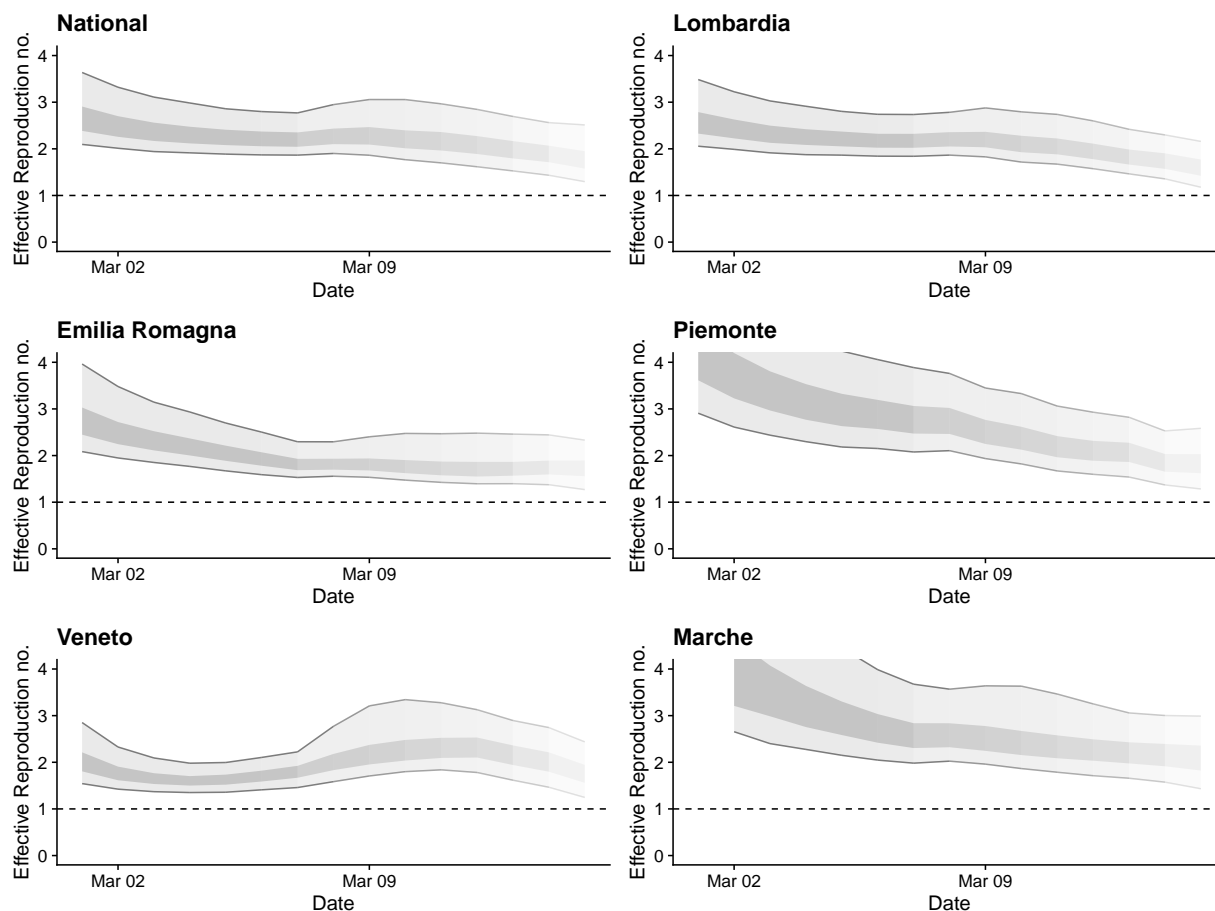 National
Effective Reproduction no.
4
3
2
1
0
Mar 02 Mar 09
Date
Lombardia
Effective Reproduction no.
4
3
2
1
0
Mar 02 Mar 09
Date
Emilia Romagna
Effective Reproduction no.
4
3
2
1
0
Mar 02 Mar 09
Date
Piemonte
Effective Reproduction no.
4
3
2
1
0
Mar 02 Mar 09
Date
Veneto
Effective Reproduction no.
4
3
2
1
0
Mar 02 Mar 09
Date
Marche
Effective Reproduction no.
4
3
2
1
0
Mar 02 Mar 09
Date